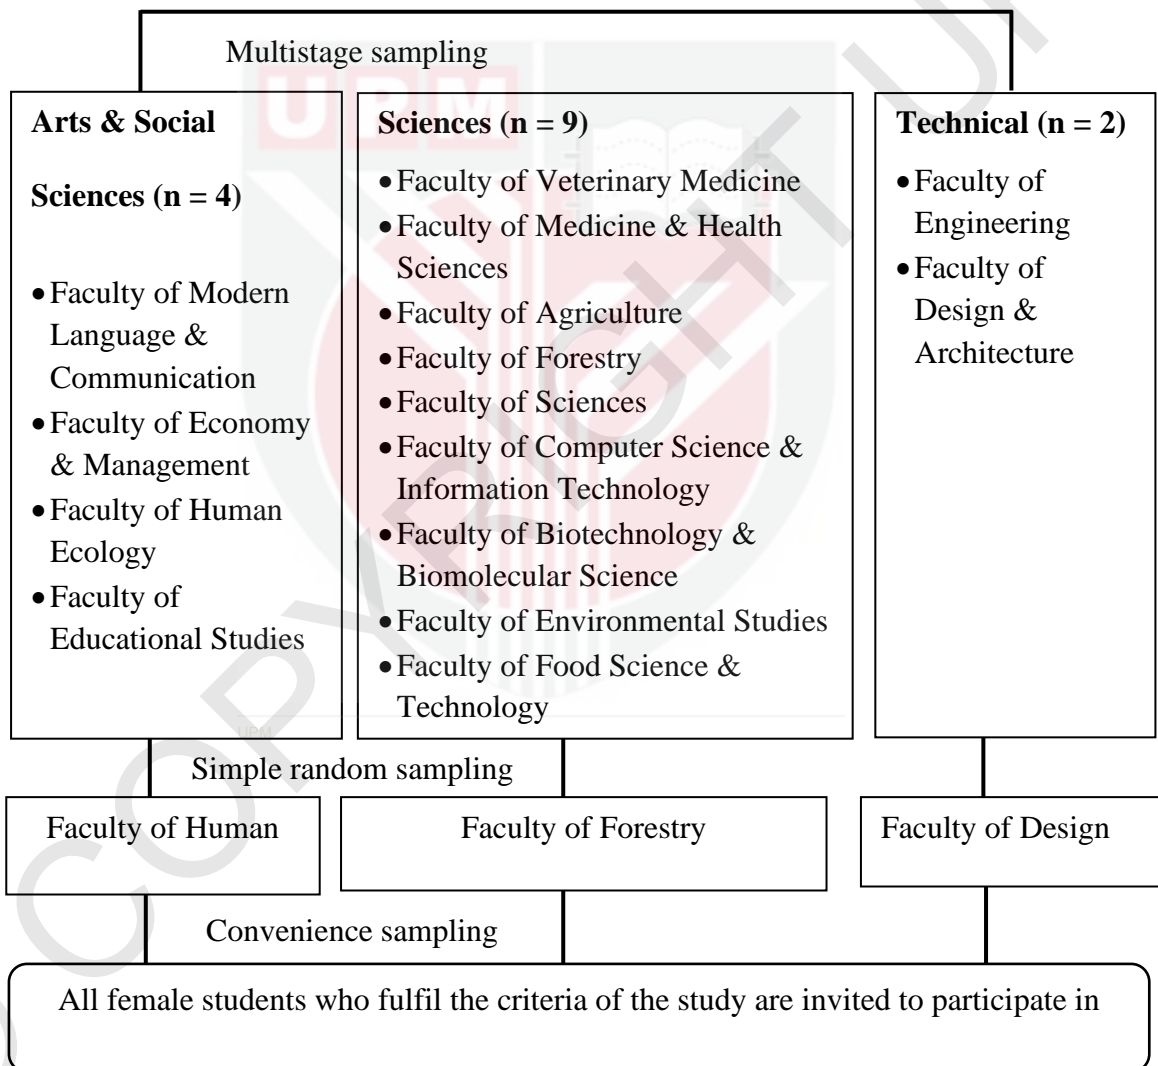 Multistage sampling
Arts & Social
Sciences (n = 4)
•Faculty of Modern
Language &
Communication
•Faculty of Economy
& Management
•Faculty of Human
Ecology
•Faculty of
Educational Studies
Sciences (n = 9)
•Faculty of Veterinary Medicine
•Faculty of Medicine & Health
Sciences
•Faculty of Agriculture
•Faculty of Forestry
•Faculty of Sciences
•Faculty of Computer Science &
Information Technology
•Faculty of Biotechnology &
Biomolecular Science
•Faculty of Environmental Studies
•Faculty of Food Science &
Technology
Technical (n = 2)
•Faculty of
Engineering
•Faculty of
Design &
Architecture
UPM
UPM
Simple random sampling
Faculty of Human
Faculty of Forestry
Faculty of Design
Convenience sampling
All female students who fulfil the criteria of the study are invited to participate in
COPYRIGHT U